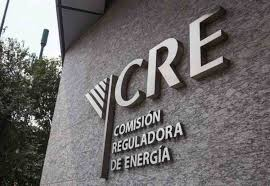 CRE
COMISIÓN
REGULADORA
DE ENERGÍA